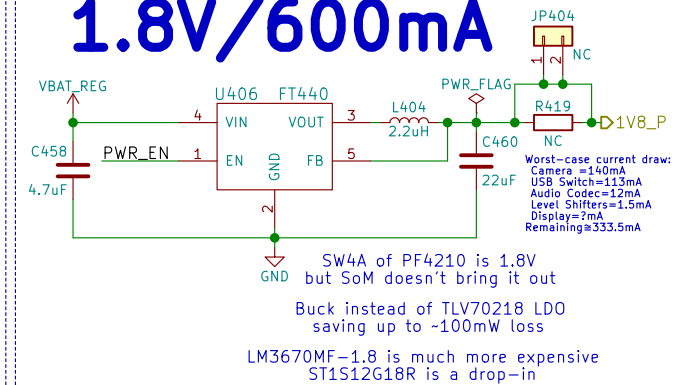 1.8V/600mA
JP404
1 2
NC
VBAT_REG
PWR_FLAG
U406 FT440
4 VIN VOUT 3
L404
2.2uH
R419
NC
1V8_P
C458
4.7uF
PWR_EN
1 EN GND FB 5
2
C460
22uF
GND
Worst-case current draw:
Camera =140mA
USB Switch=113mA
Audio Codec=12mA
Level Shifters=1.5mA
Display=?mA
Remaining≅333.5mA
SW4A of PF4210 is 1.8V
but SoM doesn't bring it out
Buck instead of TLV70218 LDO
saving up to ~100mW loss
LM3670MF-1.8 is much more expensive
ST1S12G18R is a drop-in